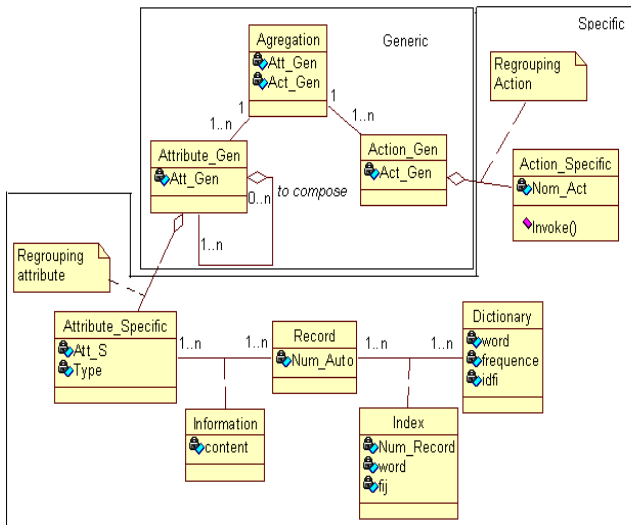 Agregation
Att_Gen
Act_Gen
Generic
Specific
Regrouping
Action
1
1
1..n
1..n
Attribute_Gen
Att_Gen
0..n
to compose
1..n
Action_Gen
Act_Gen
Action_Specific
Nom_Act
Invoke()
Regrouping
attribute
Attribute_Specific
Att_S
Type
1..n
1..n
Record
Num_Auto
1..n
1..n
Dictionary
word
frequence
idfi
Information
content
Index
Num_Record
word
fij